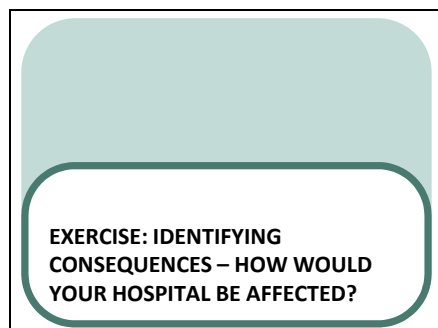 EXERCISE: IDENTIFYING
CONSEQUENCES – HOW WOULD
YOUR HOSPITAL BE AFFECTED?